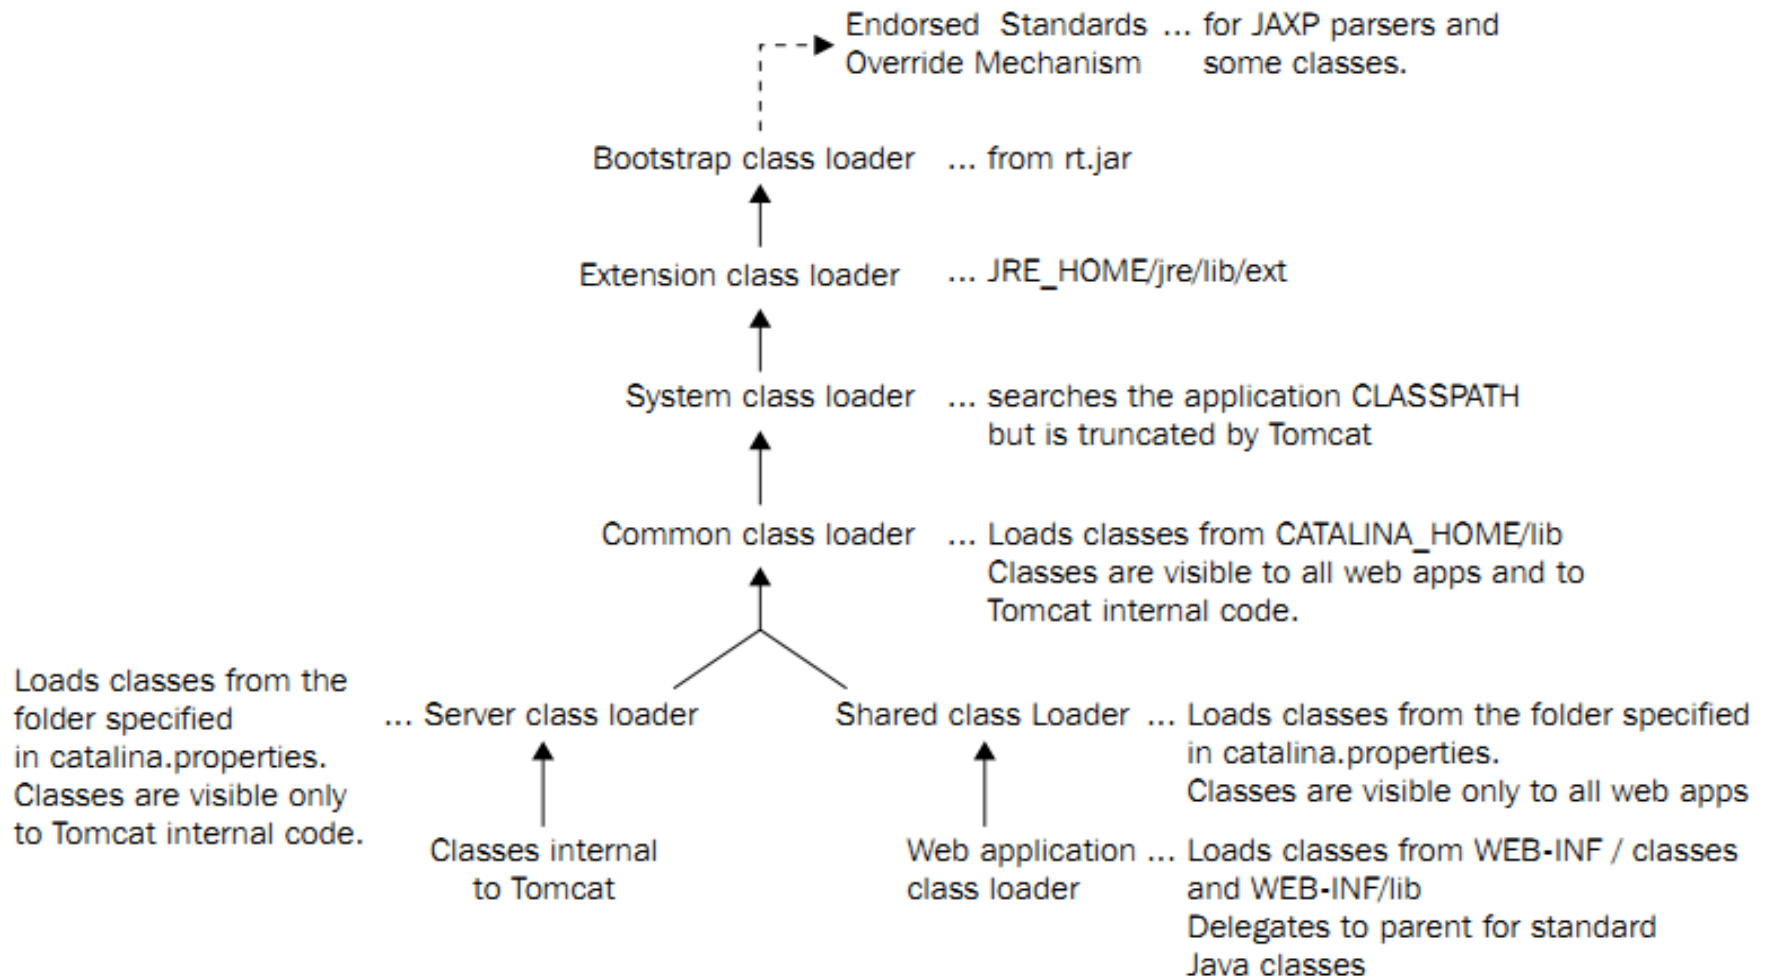 Endorsed Standards ... for JAXP parsers and
Override Mechanism some classes.
Bootstrap class loader ... from rt.jar
Extension class loader ... JRE_HOME/jre/lib/ext
System class loader ... searches the application CLASSPATH
but is truncated by Tomcat
Common class loader ... Loads classes from CATALINA_HOME/lib
Classes are visible to all web apps and to
Tomcat internal code.
Loads classes from the
folder specified
in catalina.properties.
Classes are visible only
to Tomcat internal code.
... Server class loader
Shared class Loader ... Loads classes from the folder specified
in catalina.properties.
Classes are visible only to all web apps
Classes internal
to Tomcat
Web application ... Loads classes from WEB-INF / classes
class loader and WEB-INF/lib
Delegates to parent for standard
Java classes